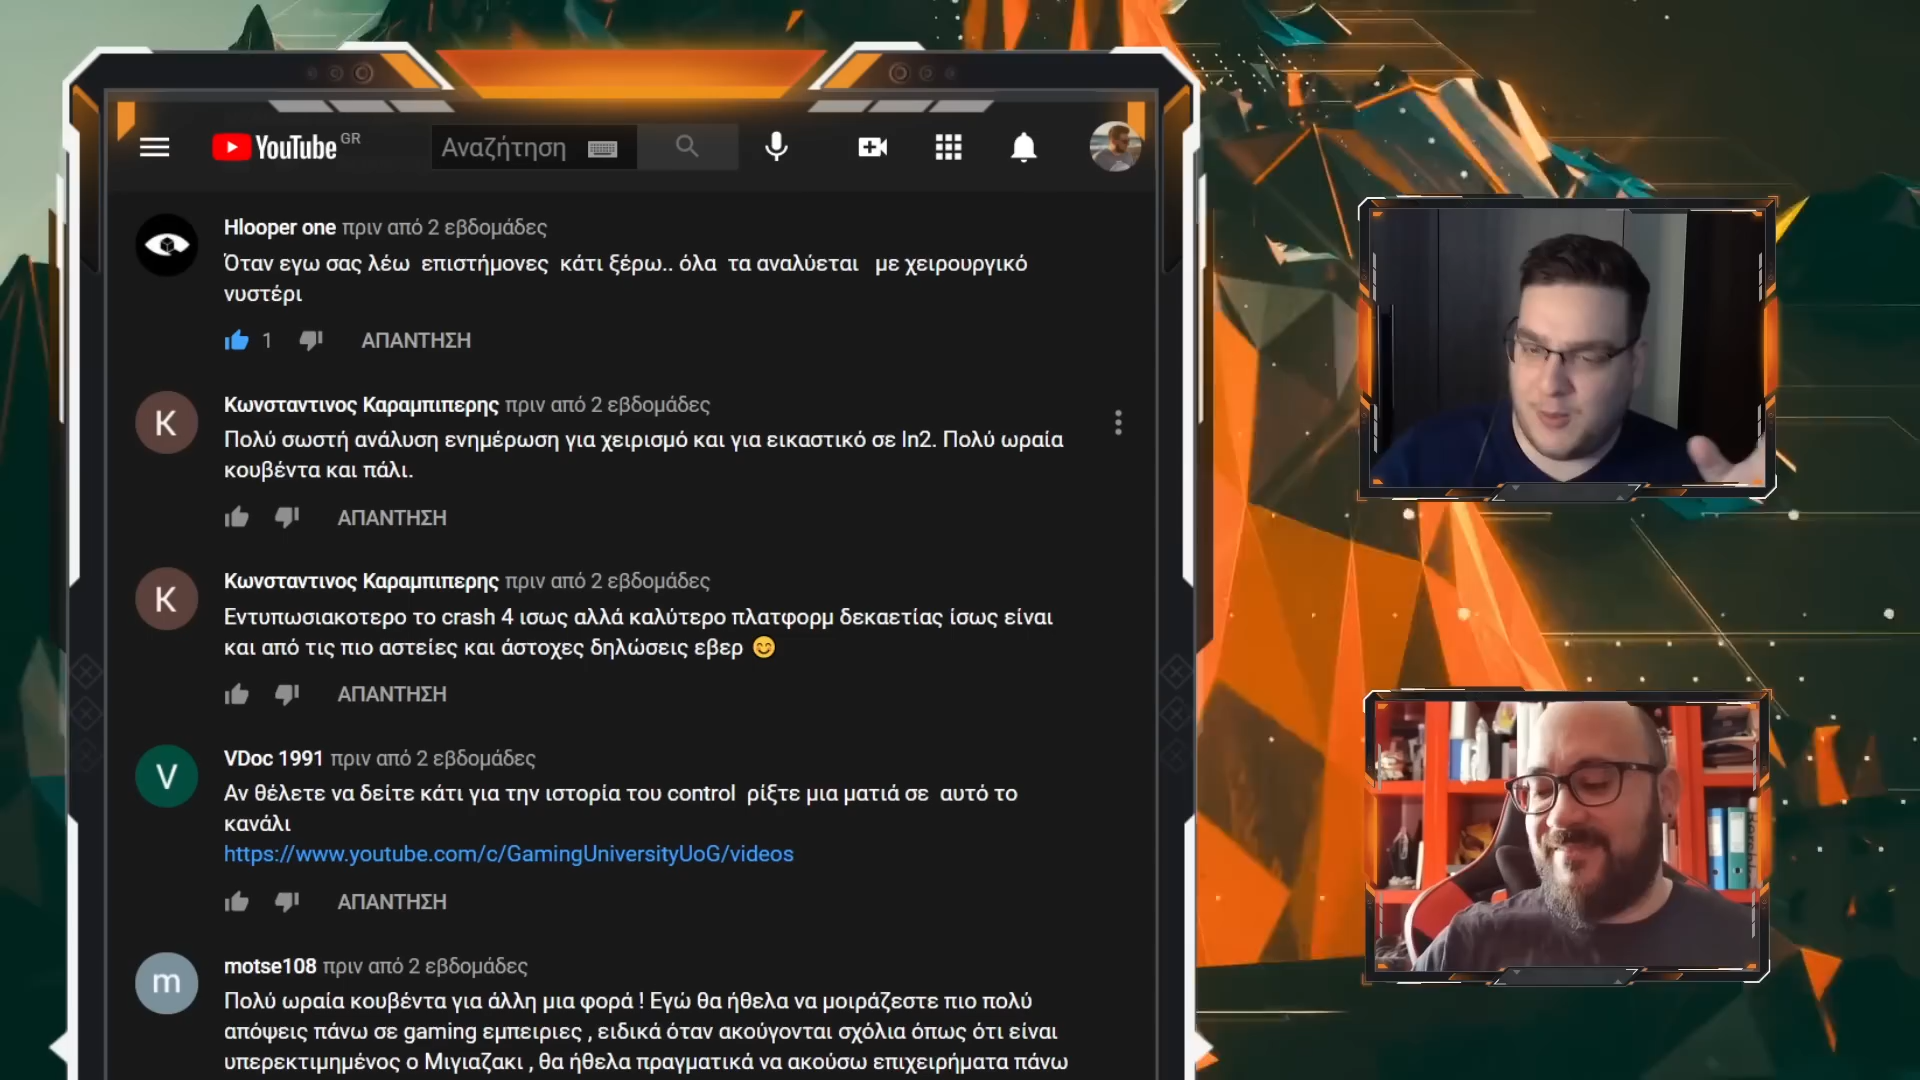 YouTube GR
Αναζήτηση
Hlooper one πριν από 2 εβδομάδες
Όταν εγω σας λέω επιστήμονες κάτι ξέρω.. όλα τα αναλύεται με χειρουργικό
νυστέρι
1 ΑΠΑΝΤΗΣΗ
K
Κωνσταντινος Καραμπιπερης πριν από 2 εβδομάδες
Πολύ σωστή ανάλυση ενημέρωση για χειρισμό και για εικαστικό σε In2. Πολύ ωραία
κουβέντα και πάλι.
ΑΠΑΝΤΗΣΗ
K
Κωνσταντινος Καραμπιπερης πριν από 2 εβδομάδες
Εντυπωσιακοτερο το crash 4 ισως αλλά καλύτερο πλατφορμ δεκαετίας ίσως είναι
και από τις πιο αστείες και άστοχες δηλώσεις εβερ 😊
ΑΠΑΝΤΗΣΗ
V
VDoc 1991 πριν από 2 εβδομάδες
Αν θέλετε να δείτε κάτι για την ιστορία του control ρίξτε μια ματιά σε αυτό το
κανάλι
https://www.youtube.com/c/GamingUniversityUoG/videos
ΑΠΑΝΤΗΣΗ
m
motse108 πριν από 2 εβδομάδες
Πολύ ωραία κουβέντα για άλλη μια φορά ! Εγώ θα ήθελα να μοιράζεστε πιο πολύ
απόψεις πάνω σε gaming εμπειριες , ειδικά όταν ακούγονται σχόλια όπως ότι είναι
υπερεκτιμημένος ο Μιγιαζακι , θα ήθελα πραγματικά να ακούσω επιχειρήματα πάνω